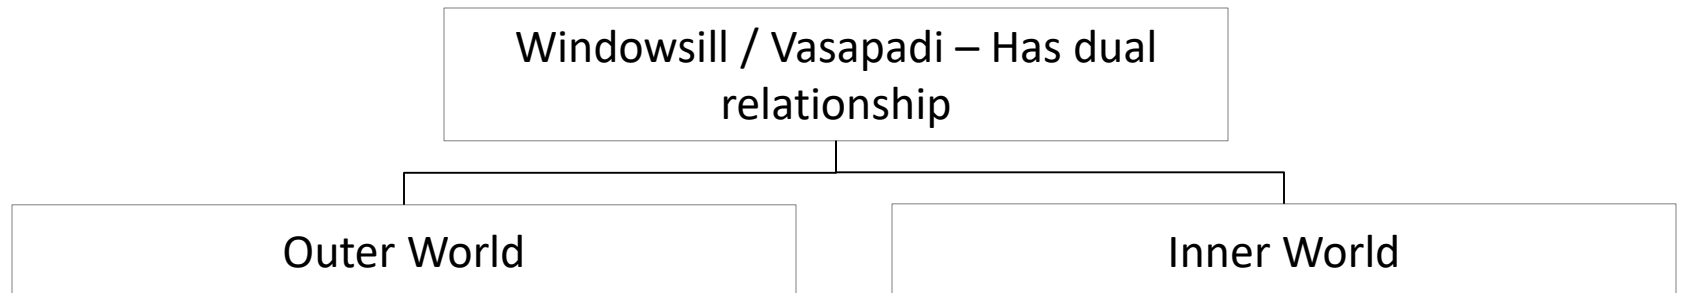 Windowsill / Vasapadi – Has dual
relationship
Outer World
Inner World